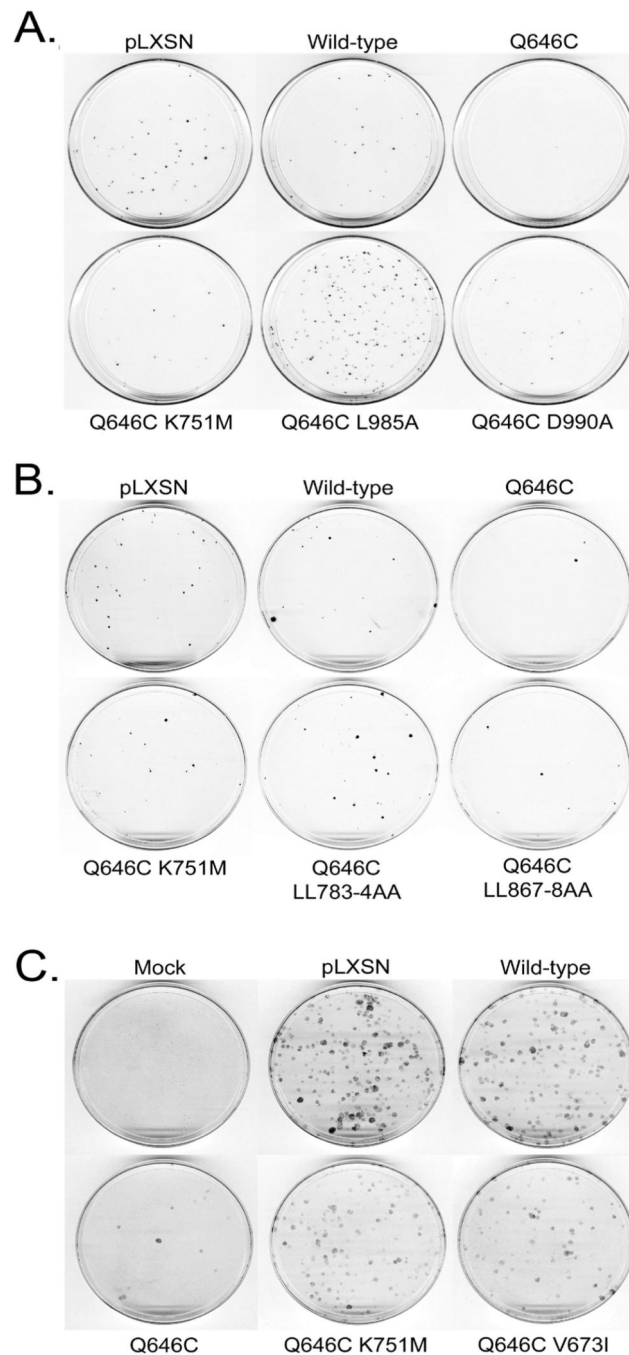 A.
pLXSN Wild-type Q646C
Q646C K751M Q646C L985A Q646C D990A
B.
pLXSN Wild-type Q646C
Q646C K751M Q646C Q646C
LL783-4AA LL867-8AA
C.
Mock pLXSN Wild-type
Q646C Q646C K751M Q646C V673I